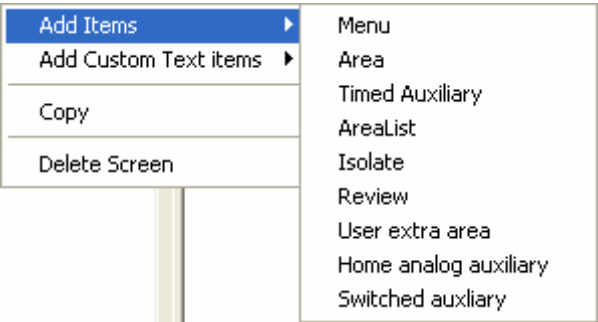 Add Items
Add Custom Text items
Copy
Delete Screen
Menu
Area
Timed Auxiliary
AreaList
Isolate
Review
User extra area
Home analog auxiliary
Switched auxliary